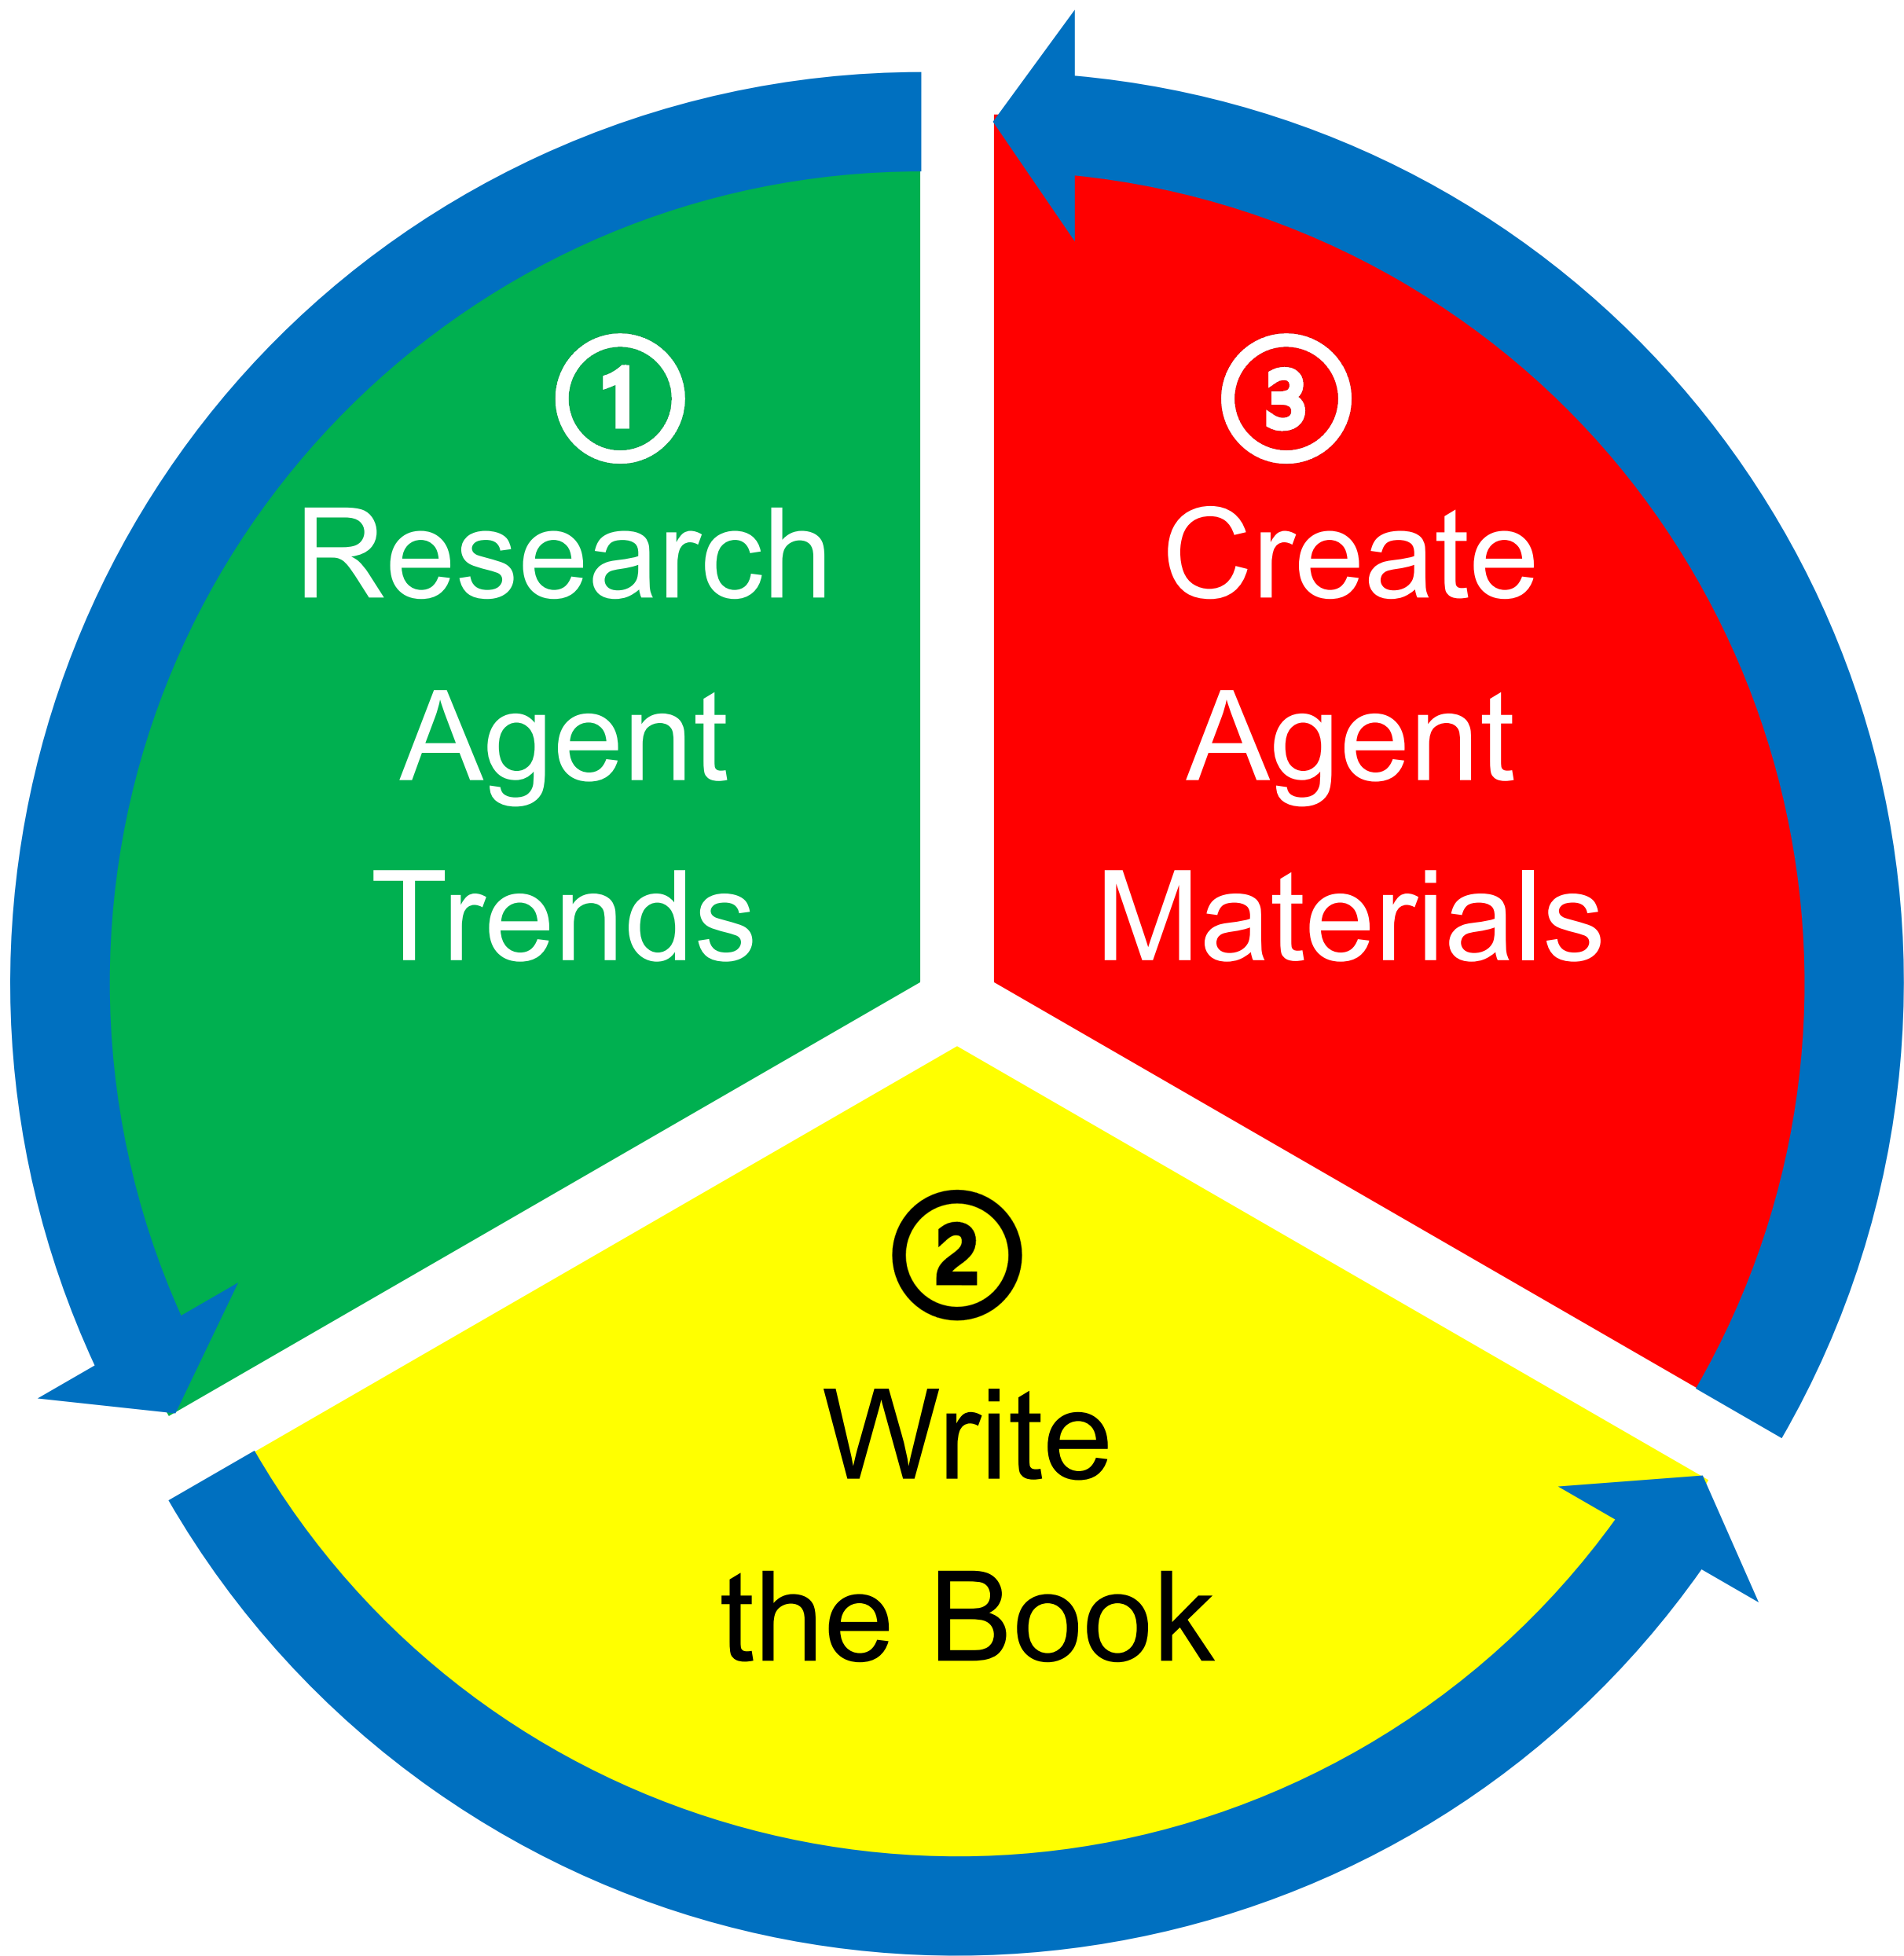 ①
Research
Agent
Trends
②
Write
the Book
③
Create
Agent
Materials